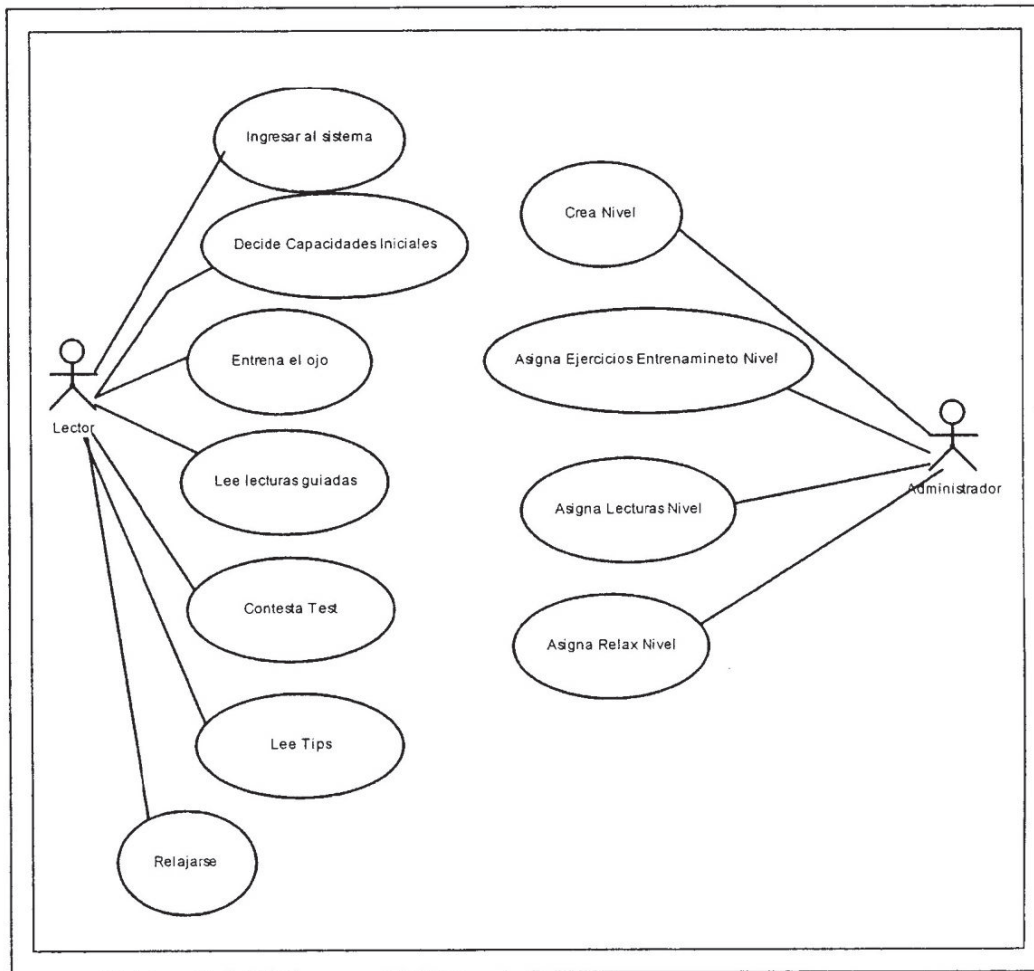 Ingresar al sistema
Decide Capacidades Iniciales
Entrena el ojo
Lector
Lee lecturas guiadas
Contesta Test
Lee Tips
Relajarse
Crea Nivel
Asigna Ejercicios Entrenamineto Nivel
Administrador
Asigna Lecturas Nivel
Asigna Relax Nivel